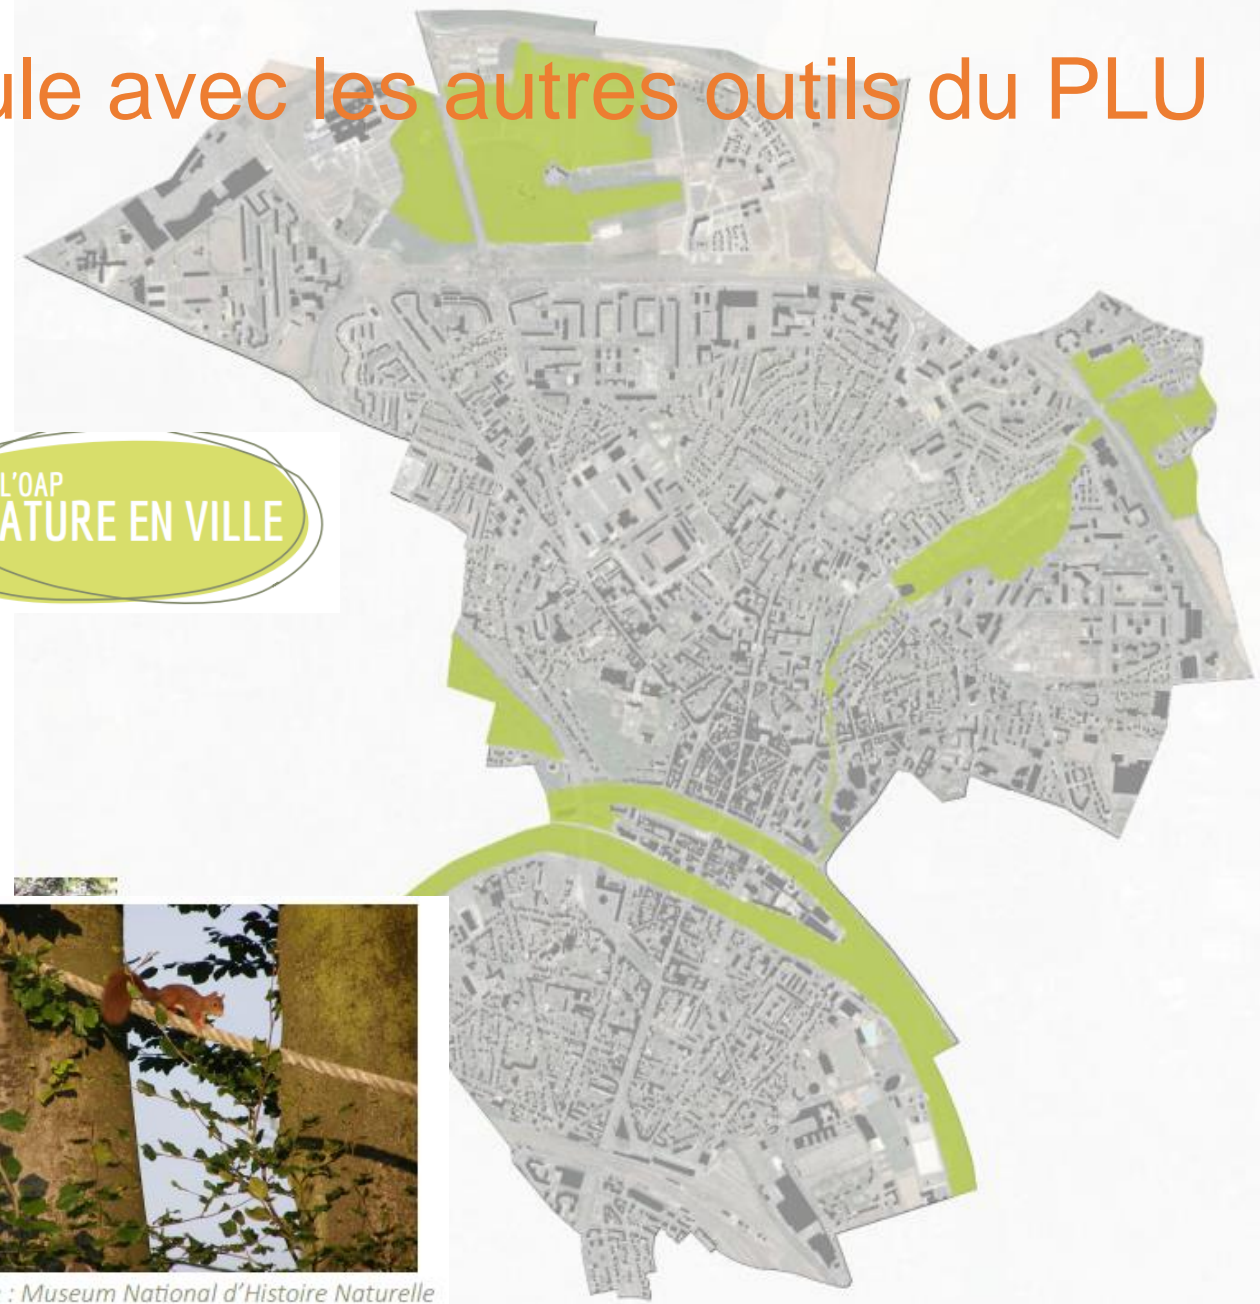 ule avec les autres outils du PLU
L'OAP
ATURE EN VILLE
: Museum National d'Histoire Naturelle